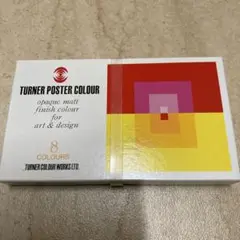 TURNER POSTER COLOUR
opaque matt
finish colour
for
art & design
8
COLOURS
TURNER COLOUR WORKS LTD.